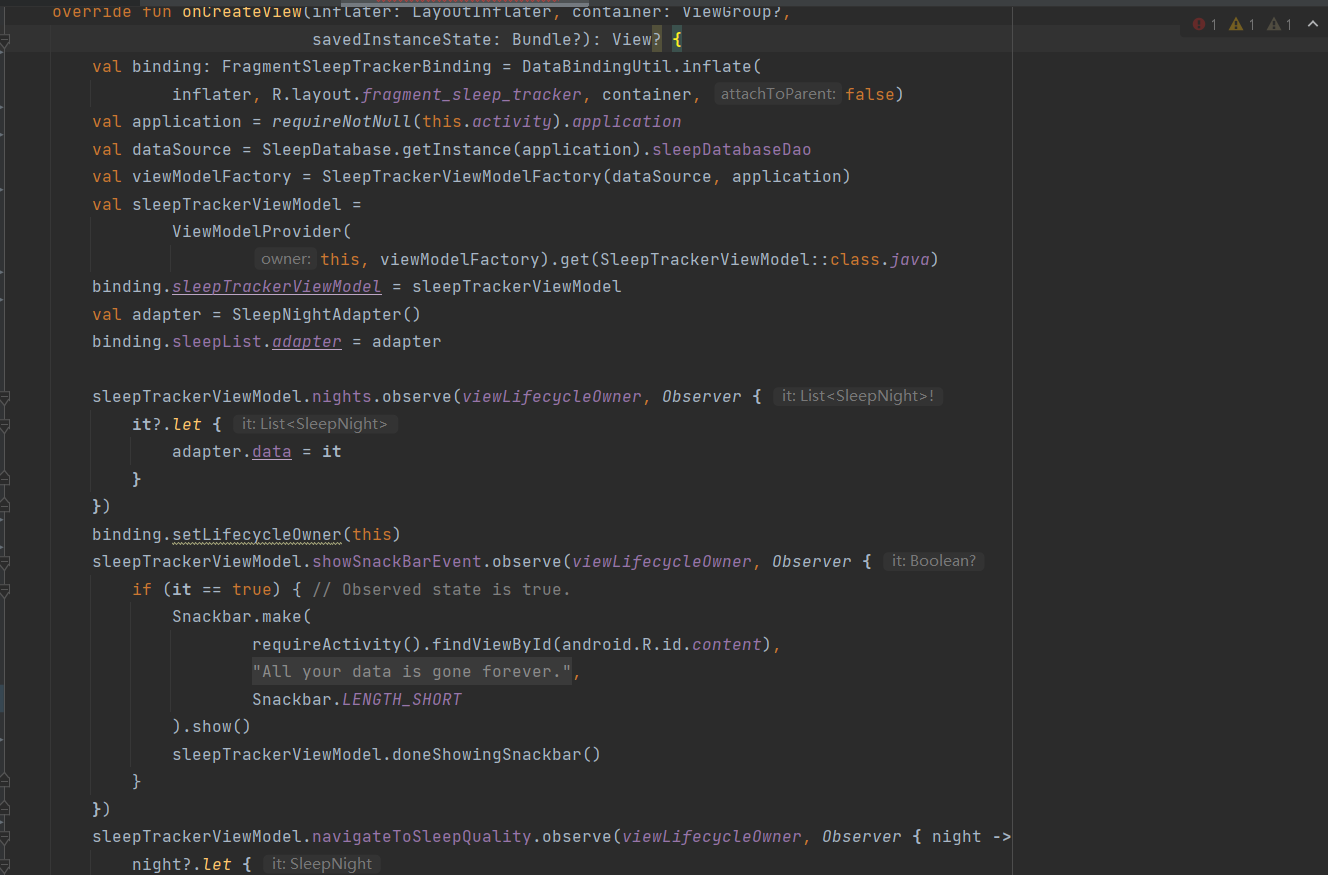 override fun onCreateView(inflater: LayoutInflater, container: ViewGroup?,
1 1 1
savedInstanceState: Bundle?): View? {
val binding: FragmentSleepTrackerBinding = DataBindingUtil.inflate(
inflater, R.layout.fragment_sleep_tracker, container, attachToParent: false)
val application = requireNotNull(this.activity).application
val dataSource = SleepDatabase.getInstance(application).sleepDatabaseDao
val viewModelFactory = SleepTrackerViewModelFactory(dataSource, application)
val sleepTrackerViewModel =
ViewModelProvider(
owner: this, viewModelFactory).get(SleepTrackerViewModel::class.java)
binding.sleepTrackerViewModel = sleepTrackerViewModel
val adapter = SleepNightAdapter()
binding.sleepList.adapter = adapter
sleepTrackerViewModel.nights.observe(viewLifecycleOwner, Observer { it: List<SleepNight>!
it?.let { it: List<SleepNight>
adapter.data = it
}
})
binding.setLifecycleOwner(this)
sleepTrackerViewModel.showSnackBarEvent.observe(viewLifecycleOwner, Observer { it: Boolean?
if (it == true) { // Observed state is true.
Snackbar.make(
requireActivity().findViewById(android.R.id.content),
"All your data is gone forever.",
Snackbar.LENGTH_SHORT
).show()
sleepTrackerViewModel.doneShowingSnackbar()
}
})
sleepTrackerViewModel.navigateToSleepQuality.observe(viewLifecycleOwner, Observer { night ->
night?.let { it: SleepNight